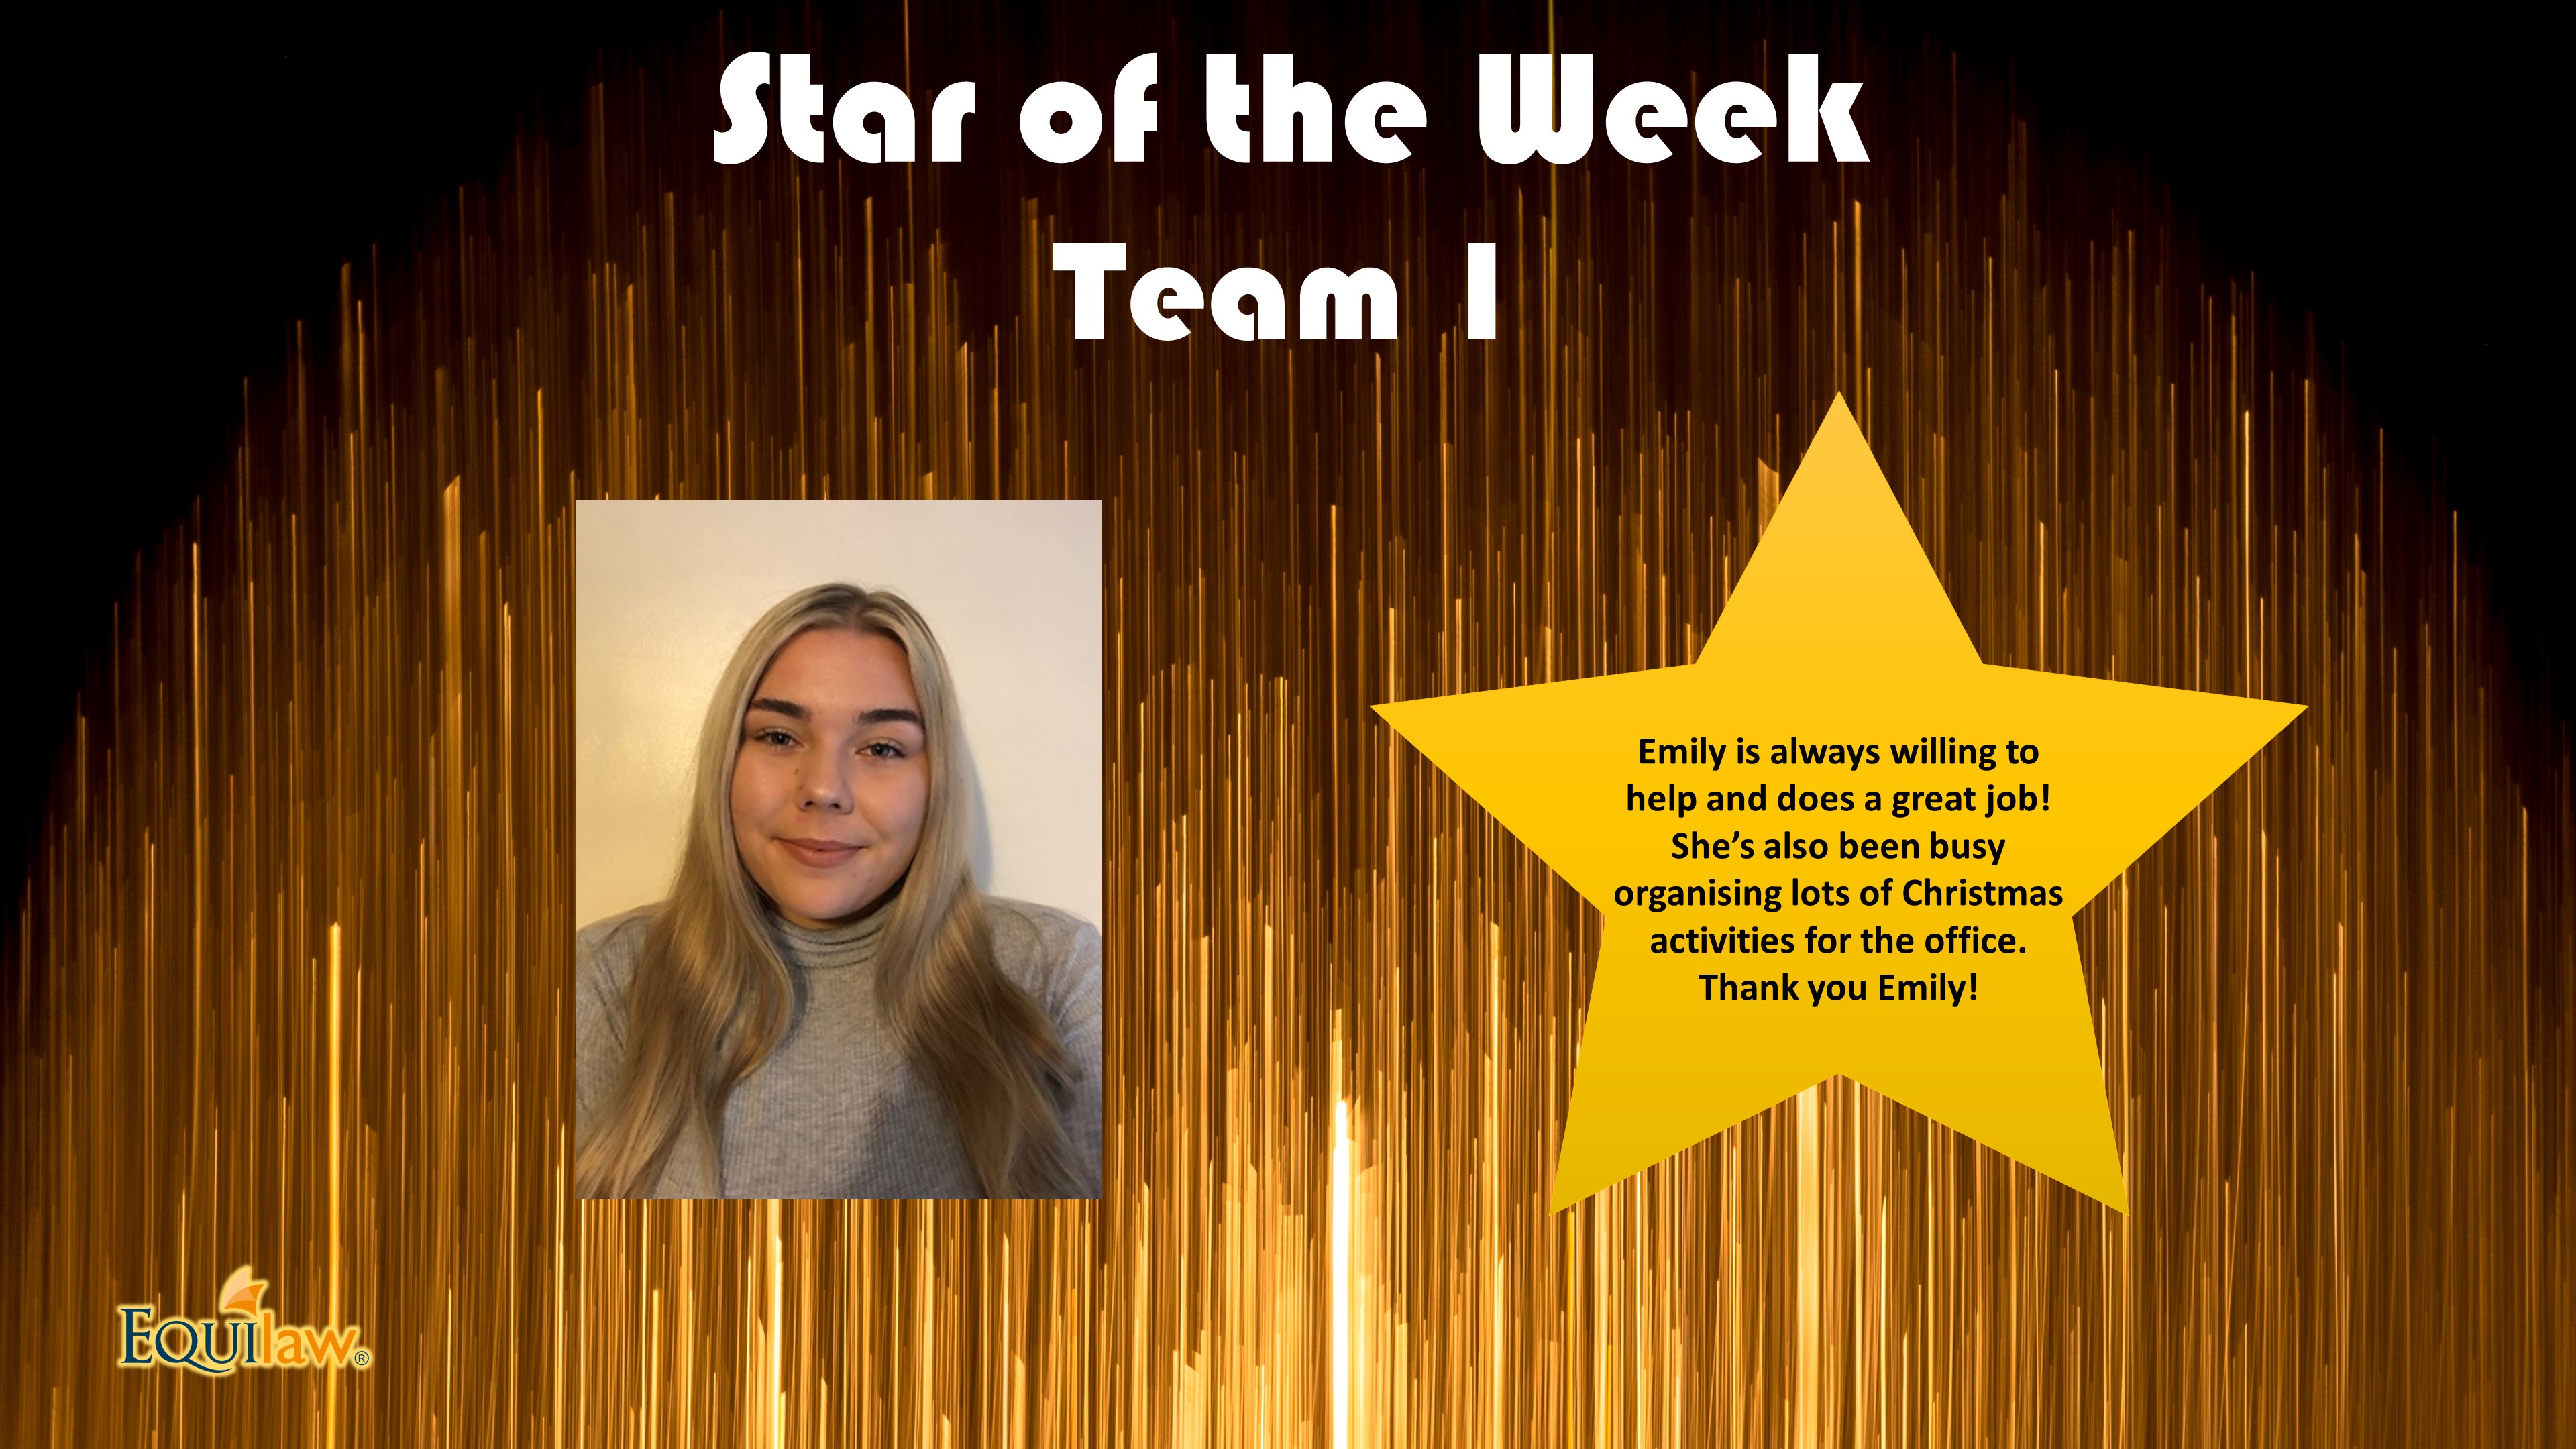 Star of the Week
Team 1
Emily is always willing to
help and does a great job!
She’s also been busy
organising lots of Christmas
activities for the office.
Thank you Emily!
EQUIlaw®